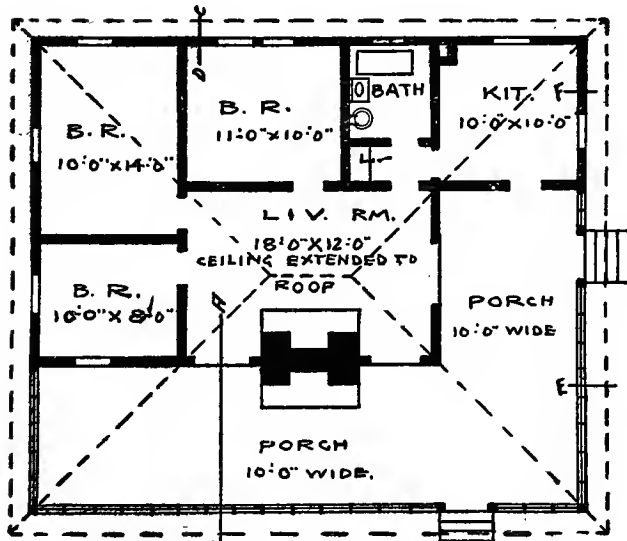 C
D
B. R.
11'0"X10'0"
BATH
KIT.
10'0"X10'0"
F
B. R.
10'0"X14'0"
L
LIV. RM.
18'0"X12'0"
CEILING EXTENDED TO
ROOF
B. R.
10'0"X8'0"
A
PORCH
10'0" WIDE
E
PORCH
10'0" WIDE.